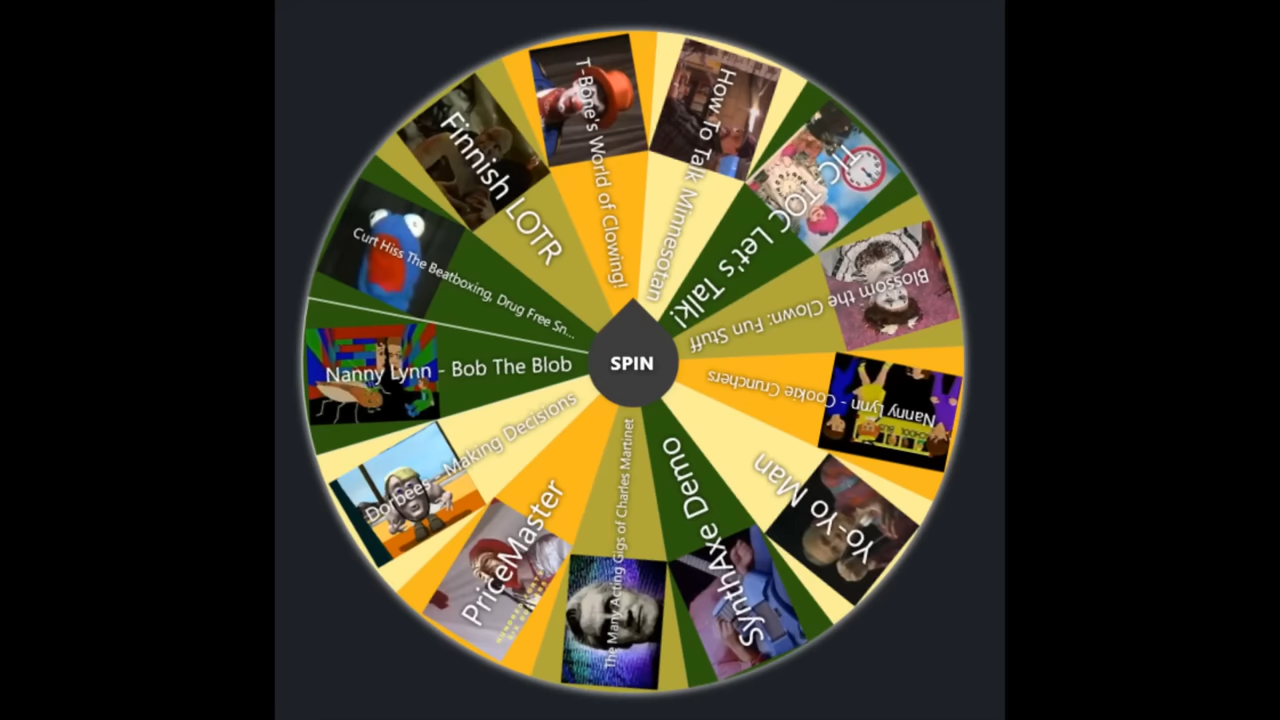 T-Bone's World of Clowing!
How To Talk Minnesotan
TIC TOC Let's Talk!
Blossom the Clown: Fun Stuff
Nanny Lynn - Cookie Crunchers
Yo-Yo Man
SynthAxe Demo
The Many Acting Gigs of Charles Martinet
PriceMaster
Dorbees - Making Decisions
Nanny Lynn - Bob The Blob
Curt Hiss The Beatboxing, Drug Free Sn...
Finnish LOTR
SPIN